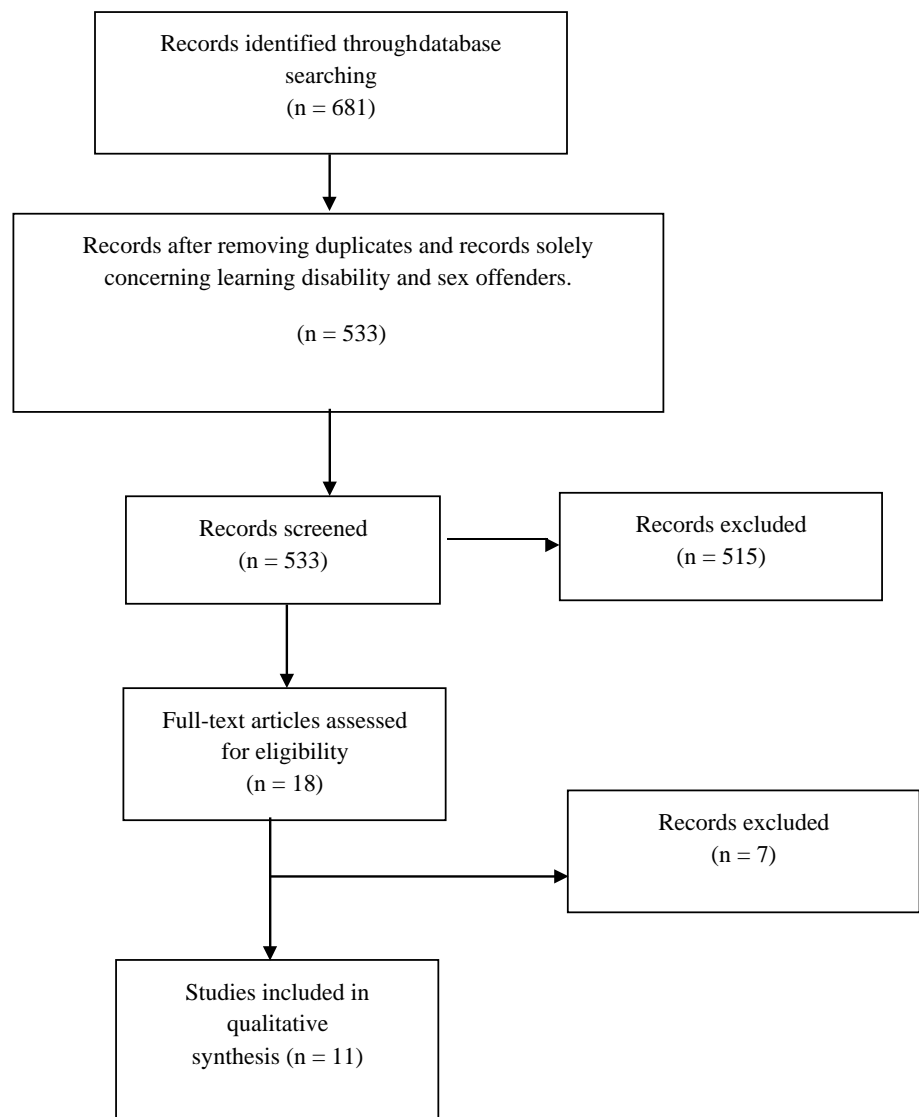 Records identified through database
searching
(n = 681)
Records after removing duplicates and records solely
concerning learning disability and sex offenders.
(n = 533)
Records screened
(n = 533)
Records excluded
(n = 515)
Full-text articles assessed
for eligibility
(n = 18)
Records excluded
(n = 7)
Studies included in
qualitative
synthesis (n = 11)